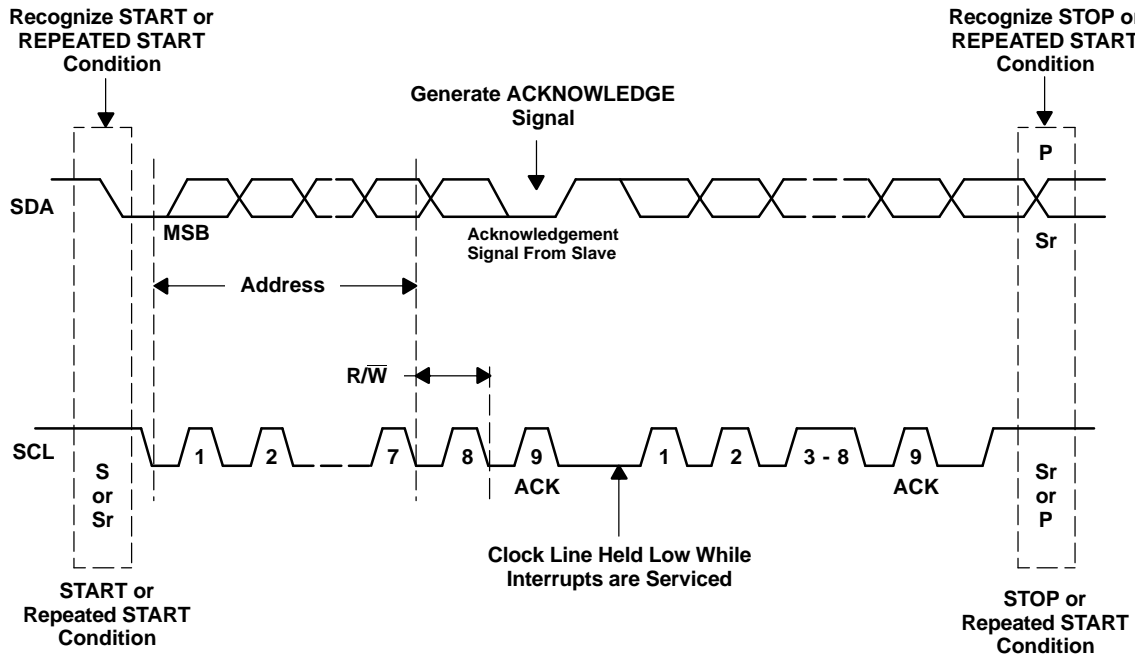 Recognize START or
REPEATED START
Condition
Recognize STOP or
REPEATED START
Condition
Generate ACKNOWLEDGE
Signal
P
SDA
MSB
Acknowledgement
Signal From Slave
Sr
Address
R/W̅
SCL
1
2
7
8
9
1
2
3 - 8
9
ACK
ACK
S
or
Sr
Sr
or
P
Clock Line Held Low While
Interrupts are Serviced
START or
Repeated START
Condition
STOP or
Repeated START
Condition